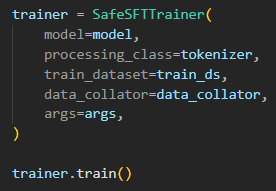 trainer = SafeSFTTrainer(
    model=model,
    processing_class=tokenizer,
    train_dataset=train_ds,
    data_collator=data_collator,
    args=args,
)

trainer.train()